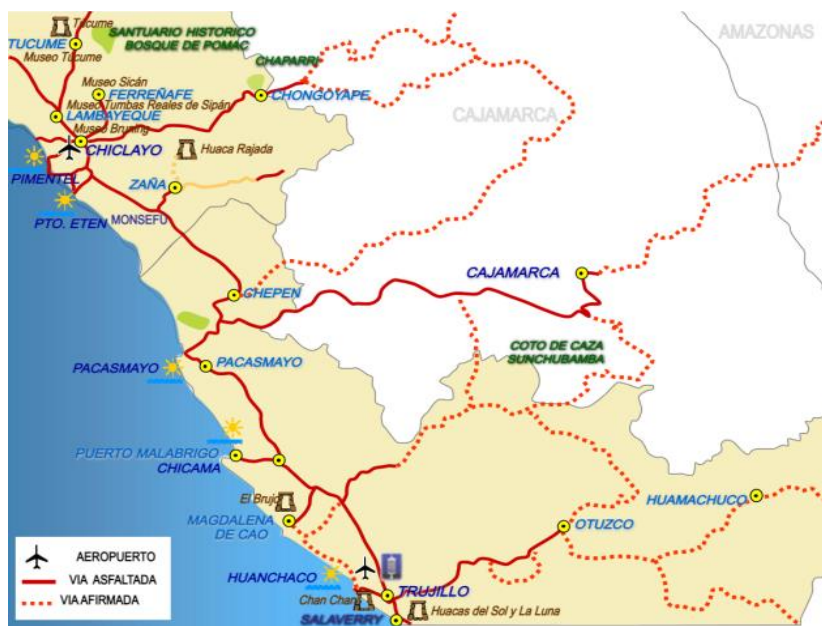 Túcume
TUCUME
Museo Túcume
SANTUARIO HISTORICO
BOSQUE DE POMAC
AMAZONAS
CHAPARRI
Museo Sicán
FERREÑAFE
CHONGOYAPE
Museo Tumbas Reales de Sipán
LAMBAYEQUE
CAJAMARCA
Museo Bruning
CHICLAYO
Huaca Rajada
PIMENTEL
ZAÑA
PTO. ETEN
MONSEFU
CAJAMARCA
CHEPEN
COTO DE CAZA
SUNCHUBAMBA
PACASMAYO
PACASMAYO
PUERTO MALABRIGO
CHICAMA
El Brujo
HUAMACHUCO
MAGDALENA
DE CAO
OTUZCO
AEROPUERTO
VIA ASFALTADA
VIA AFIRMADA
HUANCHACO
TRUJILLO
Chan Chan
Huacas del Sol y La Luna
SALAVERRY